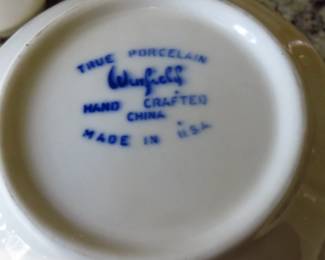 TRUE PORCELAIN
Winfield
HAND CRAFTED
CHINA
MADE IN U.S.A.